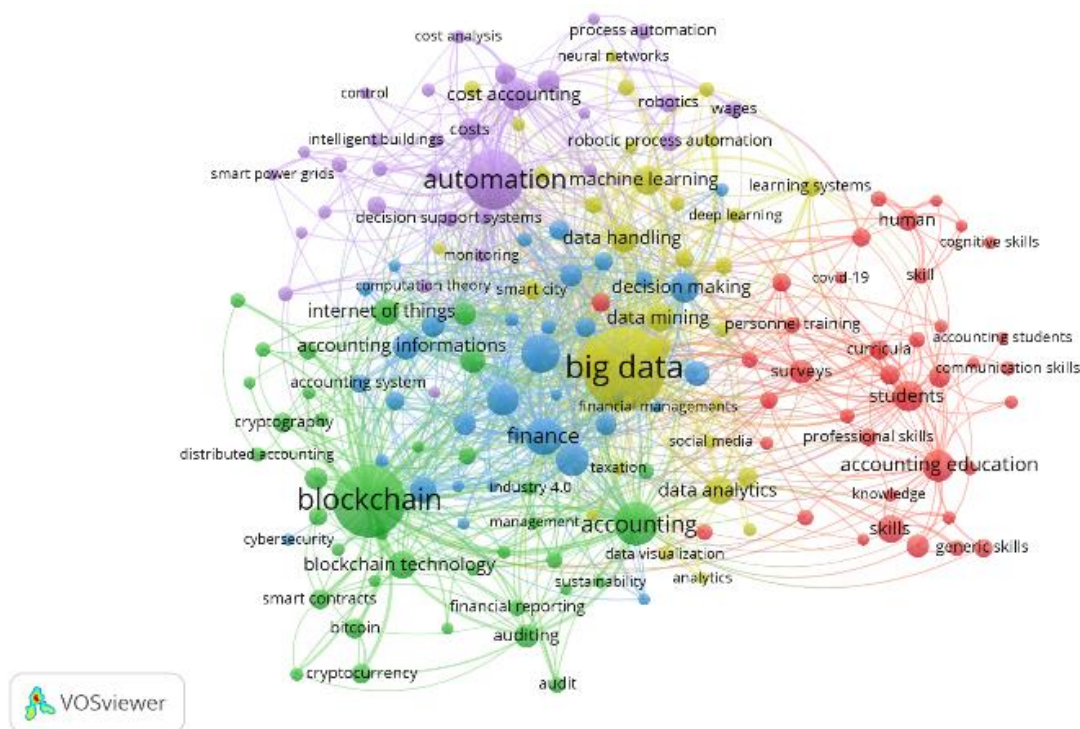 cost analysis
process automation
neural networks
control
cost accounting
robotics
wages
costs
intelligent buildings
robotic process automation
smart power grids
automation
machine learning
learning systems
decision support systems
deep learning
human
data handling
cognitive skills
monitoring
covid-19
skill
computation theory
smart city
decision making
internet of things
data mining
personnel training
accounting students
accounting informations
curricula
communication skills
big data
surveys
accounting system
students
financial managements
cryptography
finance
social media
professional skills
distributed accounting
taxation
accounting education
blockchain
industry 4.0
data analytics
knowledge
management
accounting
skills
cybersecurity
generic skills
blockchain technology
data visualization
sustainability
analytics
smart contracts
financial reporting
bitcoin
auditing
cryptocurrency
audit
VOSviewer